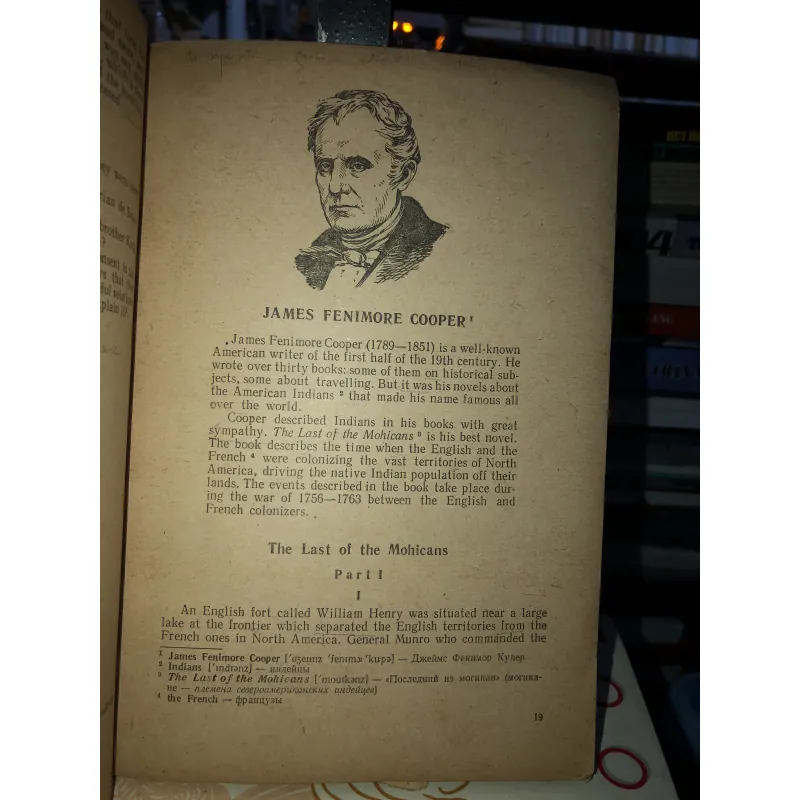 JAMES FENIMORE COOPER ¹
James Fenimore Cooper (1789—1851) is a well-known
American writer of the first half of the 19th century. He
wrote over thirty books: some of them on historical sub-
jects, some about travelling. But it was his novels about
the American Indians ² that made his name famous all
over the world.
Cooper described Indians in his books with great
sympathy. The Last of the Mohicans ³ is his best novel.
The book describes the time when the English and the
French ⁴ were colonizing the vast territories of North
America, driving the native Indian population off their
lands. The events described in the book take place dur-
ing the war of 1756—1763 between the English and
French colonizers.
The Last of the Mohicans
Part I
I
An English fort called William Henry was situated near a large
lake at the frontier which separated the English territories from the
French ones in North America. General Munro who commanded the
¹ James Fenimore Cooper ['dʒeɪmz 'fenɪmɔ: 'ku:pə] — Джеймс Фенимор Купер
² Indians ['ɪndɪənz] — индейцы
³ The Last of the Mohicans ['mouɪkənz] — «Последний из могикан» (могика-
не — племена североамериканских индейцев)
⁴ the French — французы
19